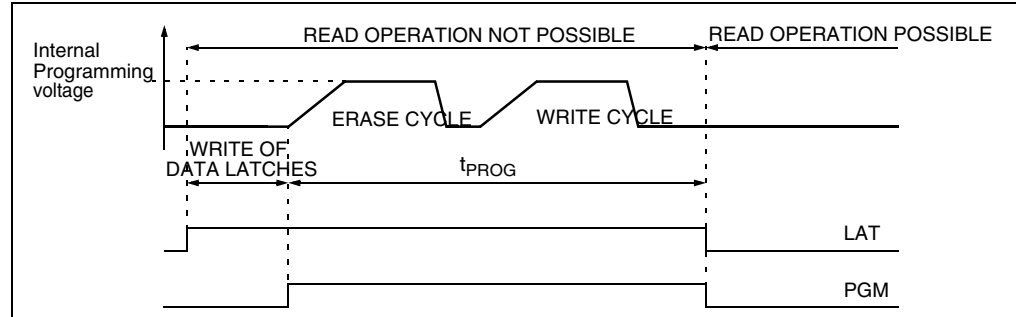 READ OPERATION NOT POSSIBLE
READ OPERATION POSSIBLE
Internal
Programming
voltage
ERASE CYCLE
WRITE CYCLE
WRITE OF
DATA LATCHES
tPROG
LAT
PGM